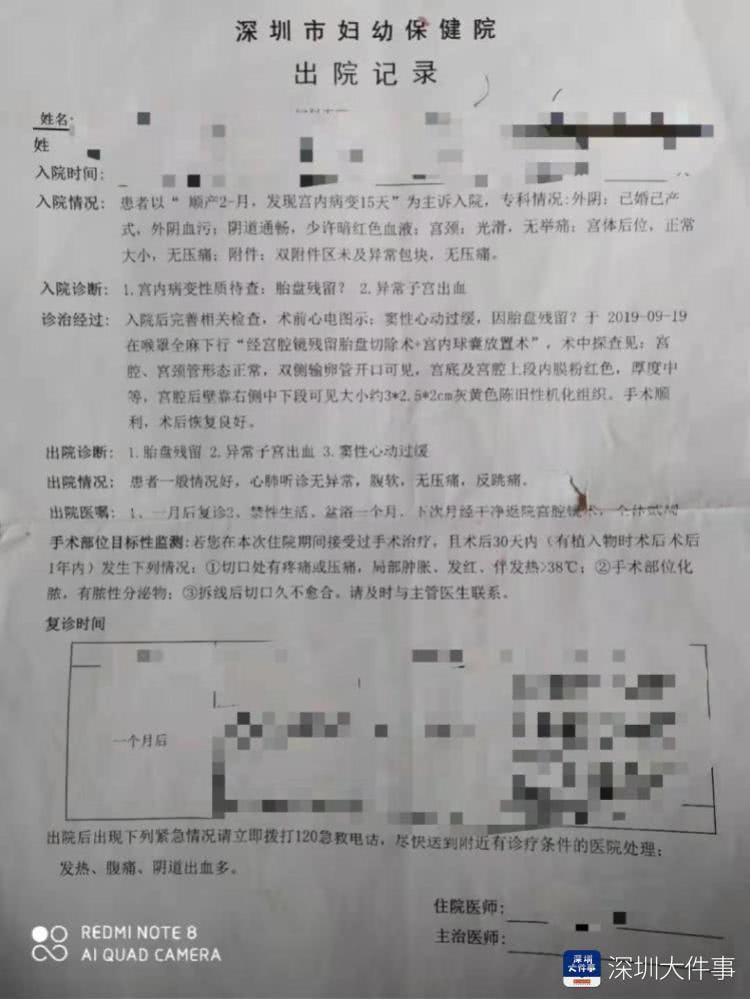 深圳市妇幼保健院
出院记录
姓名:
姓
入院时间:
入院情况: 患者以“ 顺产2-月，发现宫内病变15天”为主诉入院，专科情况:外阴: 已婚已产
式，外阴血污；阴道通畅，少许暗红色血液；宫颈: 光滑，无举痛；宫体后位，正常
大小，无压痛；附件: 双附件区未及异常包块，无压痛。
入院诊断: 1.宫内病变性质待查: 胎盘残留？ 2.异常子宫出血
诊治经过: 入院后完善相关检查，术前心电图示: 窦性心动过缓，因胎盘残留？于 2019-09-19
在喉罩全麻下行“经宫腔镜残留胎盘切除术+宫内球囊放置术”，术中探查见: 宫
腔、宫颈管形态正常，双侧输卵管开口可见，宫底及宫腔上段内膜粉红色，厚度中
等，宫腔后壁靠右侧中下段可见大小约3*2.5*2cm灰黄色陈旧性机化组织。手术顺
利，术后恢复良好。
出院诊断: 1.胎盘残留 2.异常子宫出血 3.窦性心动过缓
出院情况: 患者一般情况好，心肺听诊无异常，腹软，无压痛，反跳痛。
出院医嘱: 1、一月后复诊2、禁性生活、盆浴一个月、下次月经干净返院宫腔镜术，
手术部位目标性监测:若您在本次住院期间接受过手术治疗，且术后30天内（有植入物时术后术后
1年内）发生下列情况: ①切口处有疼痛或压痛，局部肿胀、发红、伴发热>38℃；②手术部位化
脓，有脓性分泌物；③拆线后切口久不愈合。请及时与主管医生联系。
复诊时间
一个月后
出院后出现下列紧急情况请立即拨打120急救电话，尽快送到附近有诊疗条件的医院处理:
发热、腹痛、阴道出血多。
住院医师:
主治医师:
REDMI NOTE 8
AI QUAD CAMERA
深圳大件事
深圳大件事